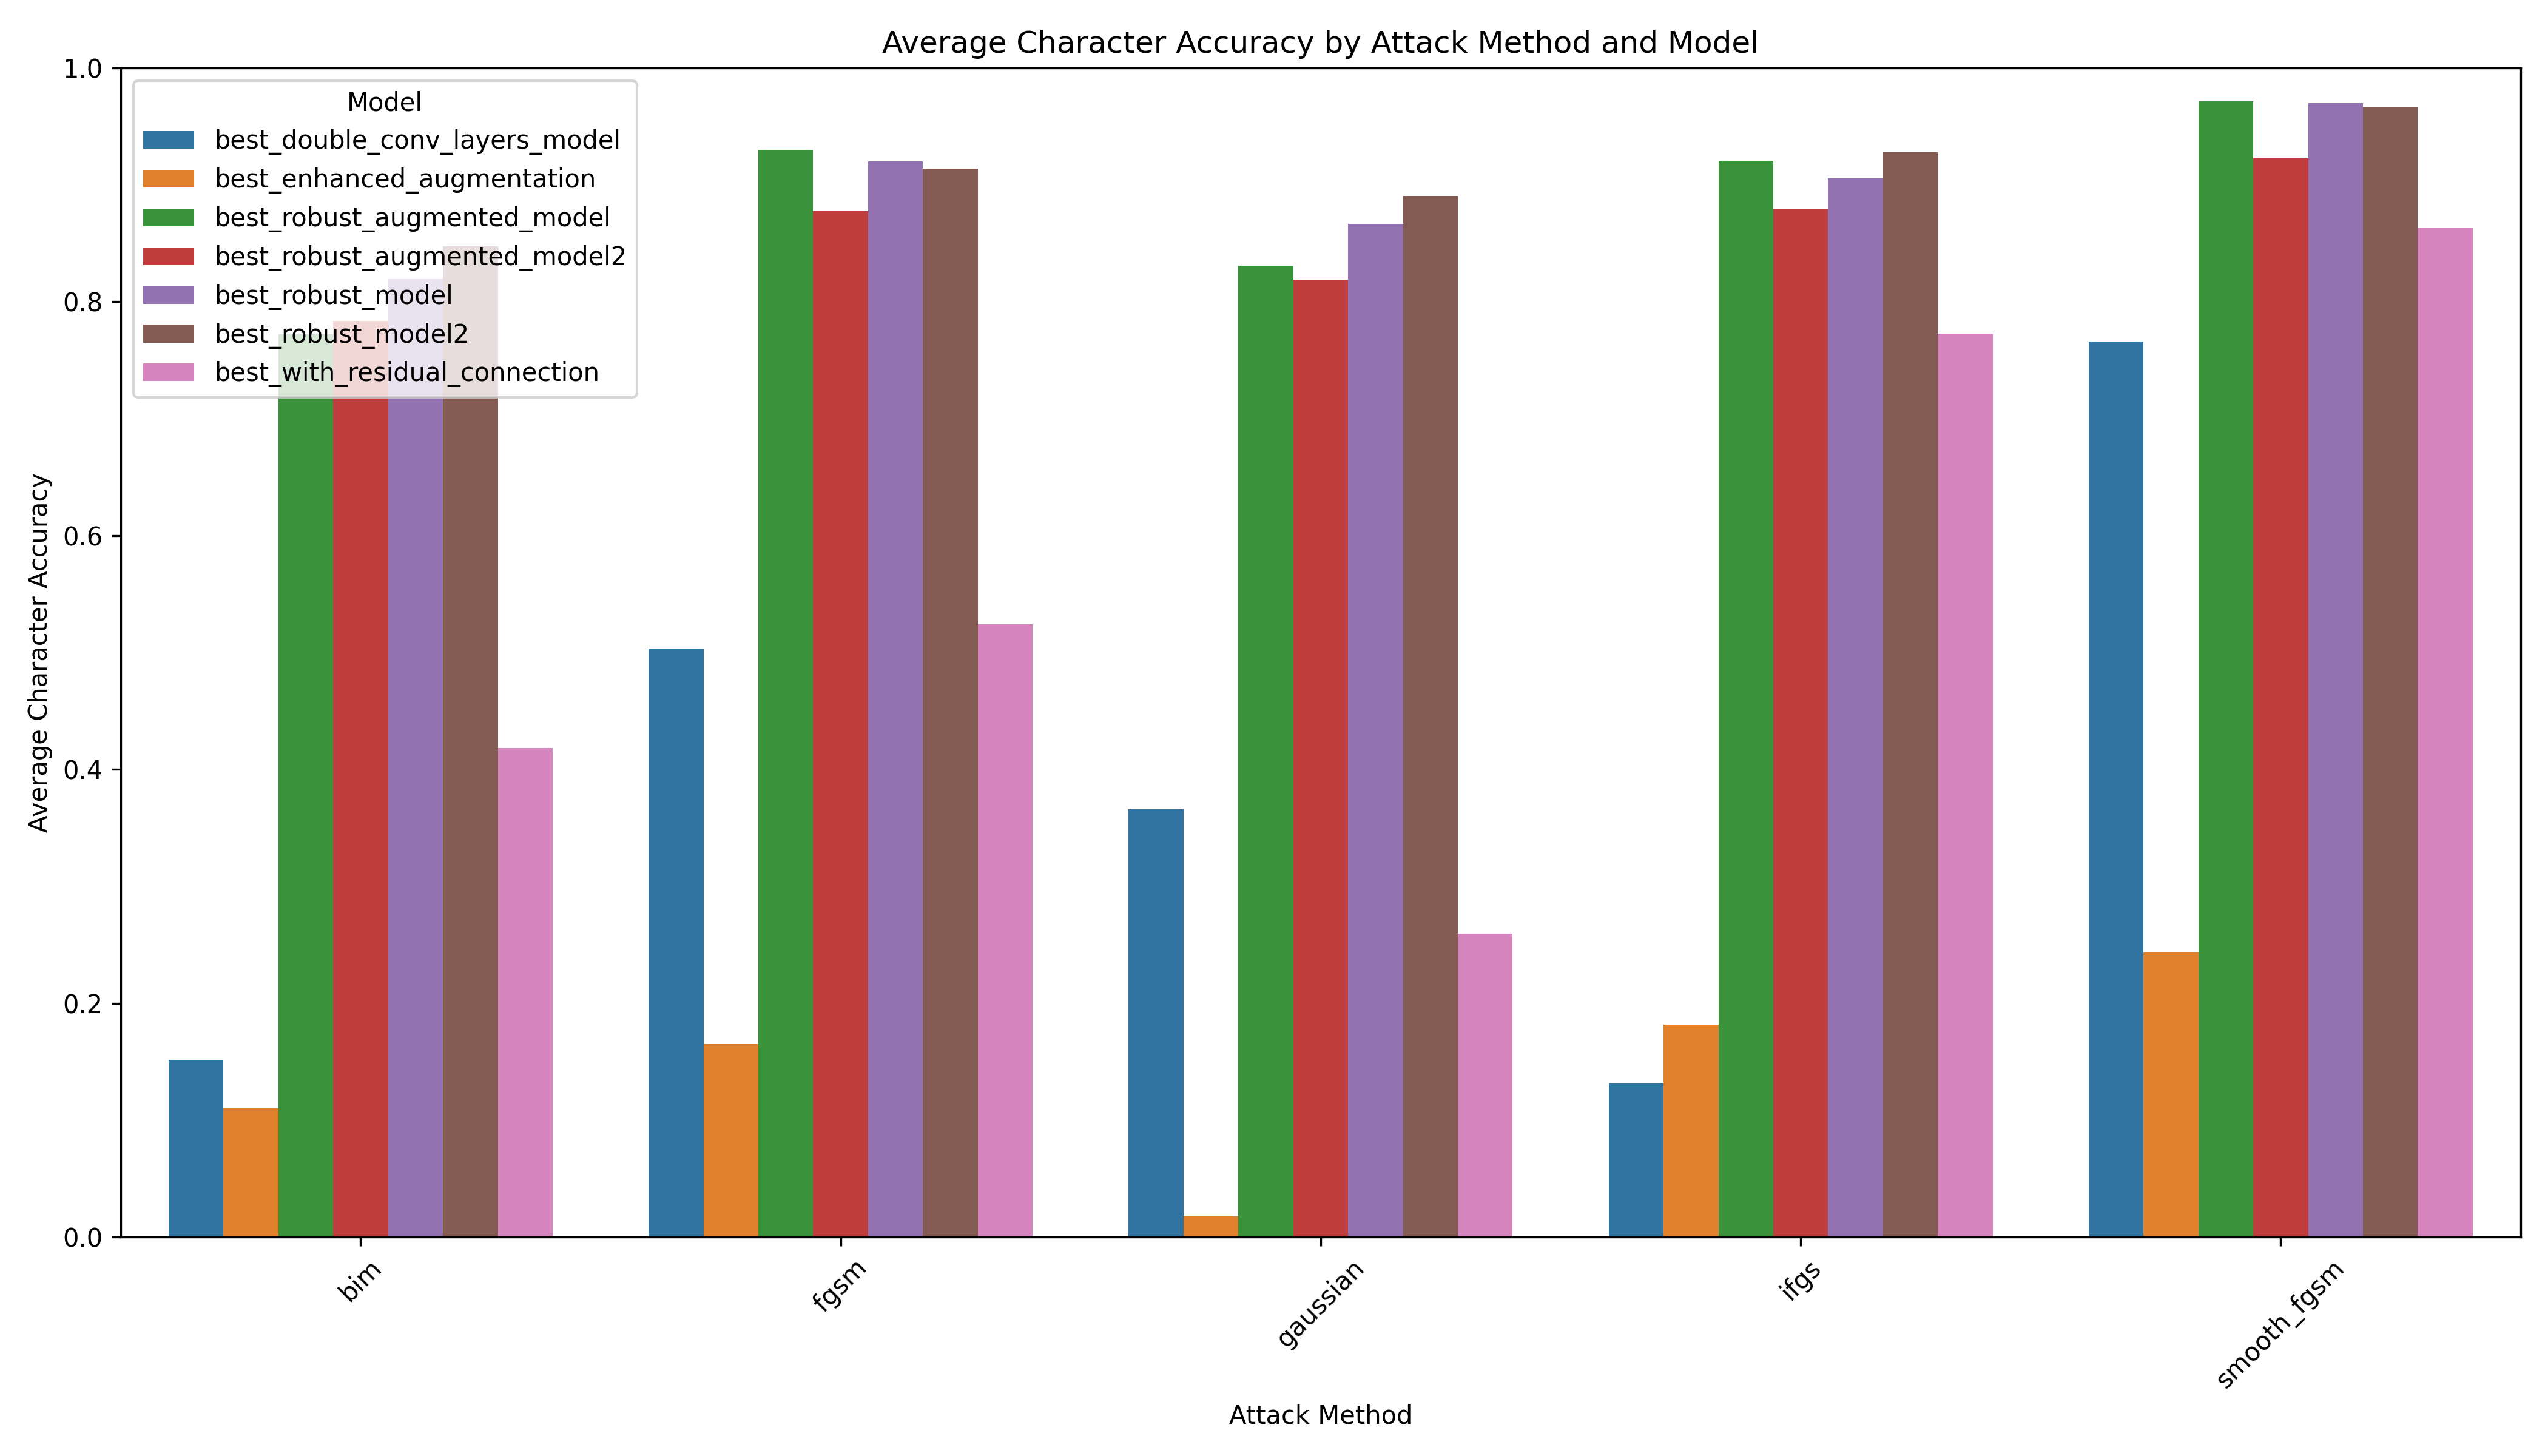 Average Character Accuracy by Attack Method and Model
Model
best_double_conv_layers_model
best_enhanced_augmentation
best_robust_augmented_model
best_robust_augmented_model2
best_robust_model
best_robust_model2
best_with_residual_connection
Average Character Accuracy
1.0
0.8
0.6
0.4
0.2
0.0
bim
fgsm
gaussian
ifgs
smooth_fgsm
Attack Method